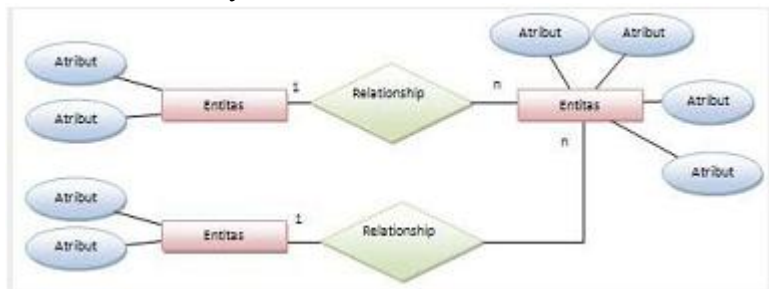 Atribut
Atribut
Atribut
Entitas
1
Relationship
n
Entitas
Atribut
Atribut
n
Atribut
Atribut
Entitas
1
Relationship
Atribut